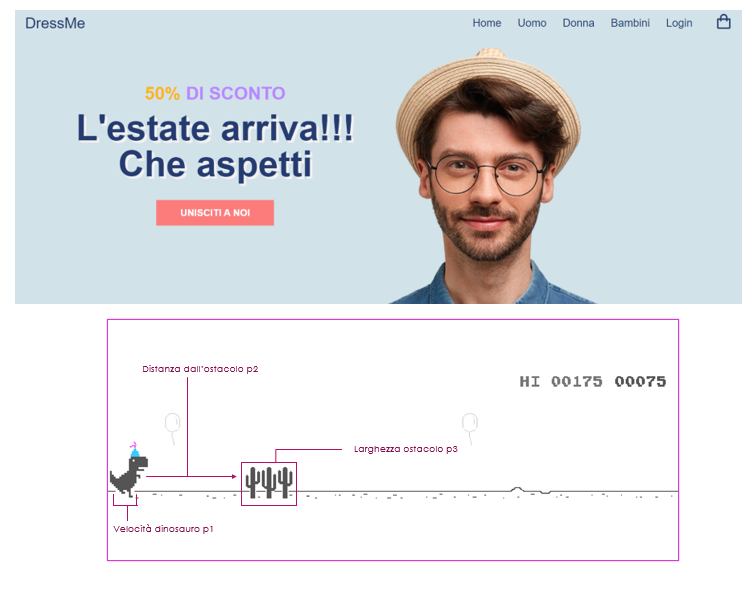 DressMe
Home Uomo Donna Bambini Login
50% DI SCONTO
L'estate arriva!!!
Che aspetti
UNISCITI A NOI
Distanza dall'ostacolo p2
HI 00175 00075
Larghezza ostacolo p3
Velocità dinosauro p1